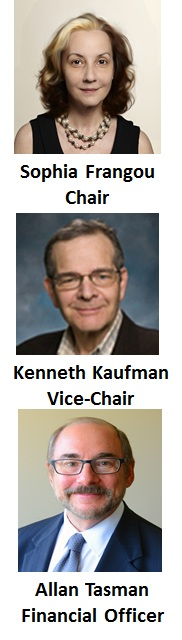 Sophia Frangou
Chair
Kenneth Kaufman
Vice-Chair
Allan Tasman
Financial Officer